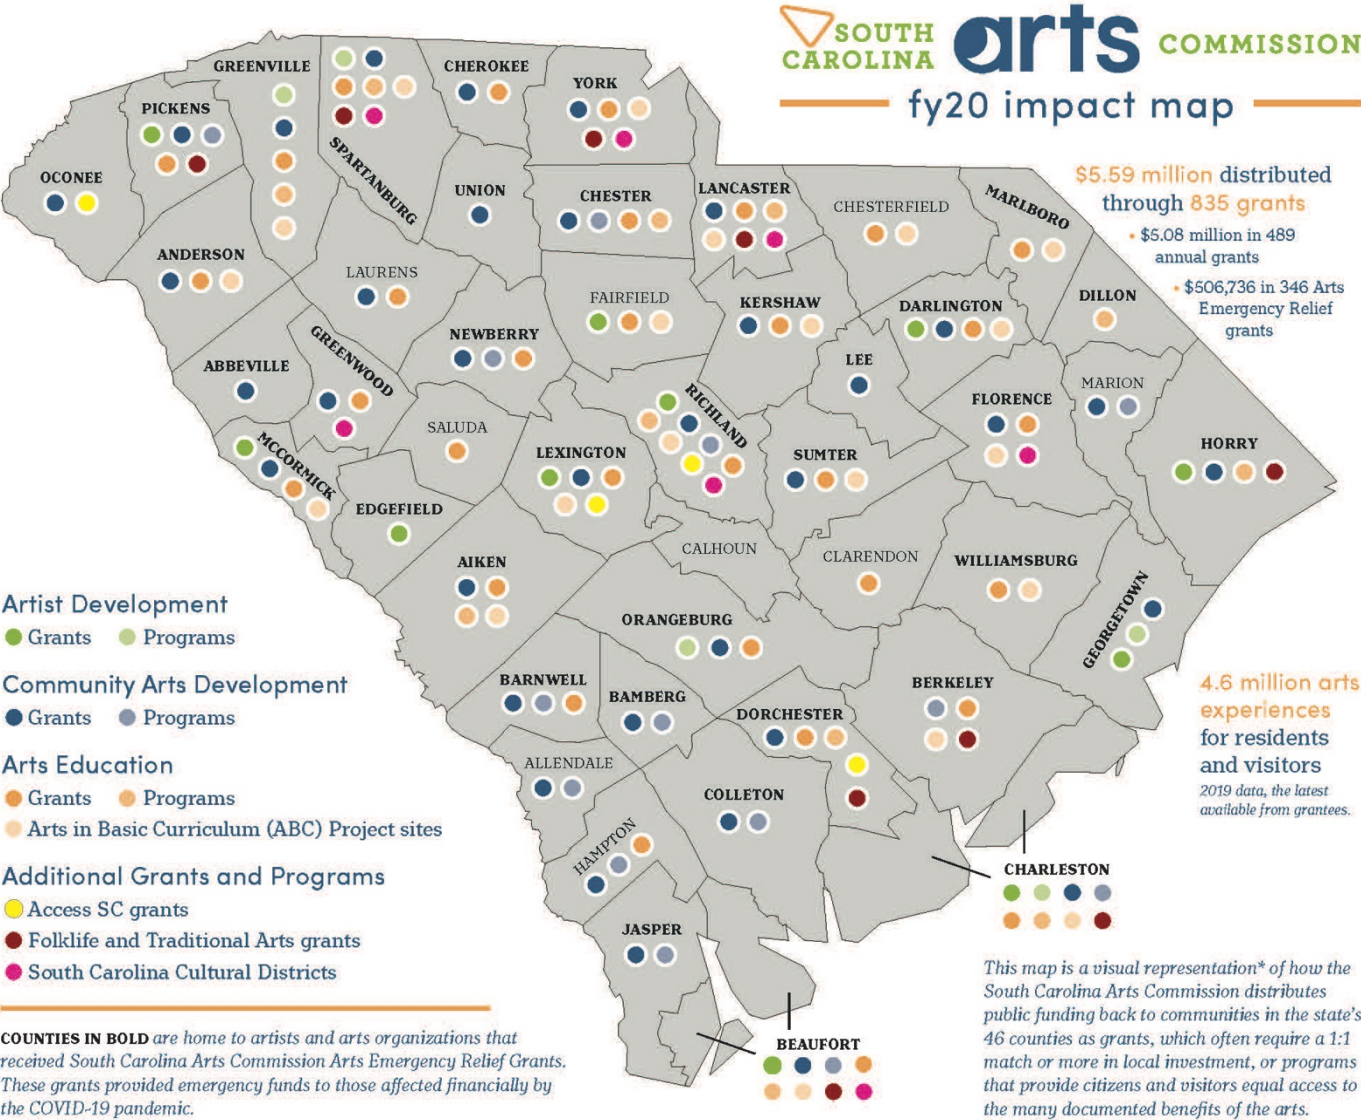 SOUTH CAROLINA arts COMMISSION
fy20 impact map
$5.59 million distributed
through 835 grants
• $5.08 million in 489
annual grants
• $506,736 in 346 Arts
Emergency Relief
grants
GREENVILLE
CHEROKEE
YORK
PICKENS
SPARTANBURG
OCONEE
UNION
CHESTER
LANCASTER
CHESTERFIELD
MARLBORO
ANDERSON
LAURENS
FAIRFIELD
KERSHAW
DARLINGTON
DILLON
NEWBERRY
GREENWOOD
ABBEVILLE
LEE
MARION
RICHLAND
FLORENCE
SALUDA
LEXINGTON
SUMTER
HORRY
MCCORMICK
EDGEFIELD
CALHOUN
CLARENDON
WILLIAMSBURG
AIKEN
GEORGETOWN
ORANGEBURG
BARNWELL
BAMBERG
BERKELEY
DORCHESTER
ALLENDALE
COLLETON
HAMPTON
CHARLESTON
JASPER
BEAUFORT
Artist Development
Grants Programs
Community Arts Development
Grants Programs
Arts Education
Grants Programs
Arts in Basic Curriculum (ABC) Project sites
Additional Grants and Programs
Access SC grants
Folklife and Traditional Arts grants
South Carolina Cultural Districts
COUNTIES IN BOLD are home to artists and arts organizations that
received South Carolina Arts Commission Arts Emergency Relief Grants.
These grants provided emergency funds to those affected financially by
the COVID-19 pandemic.
4.6 million arts
experiences
for residents
and visitors
2019 data, the latest
available from grantees.
This map is a visual representation* of how the
South Carolina Arts Commission distributes
public funding back to communities in the state's
46 counties as grants, which often require a 1:1
match or more in local investment, or programs
that provide citizens and visitors equal access to
the many documented benefits of the arts.